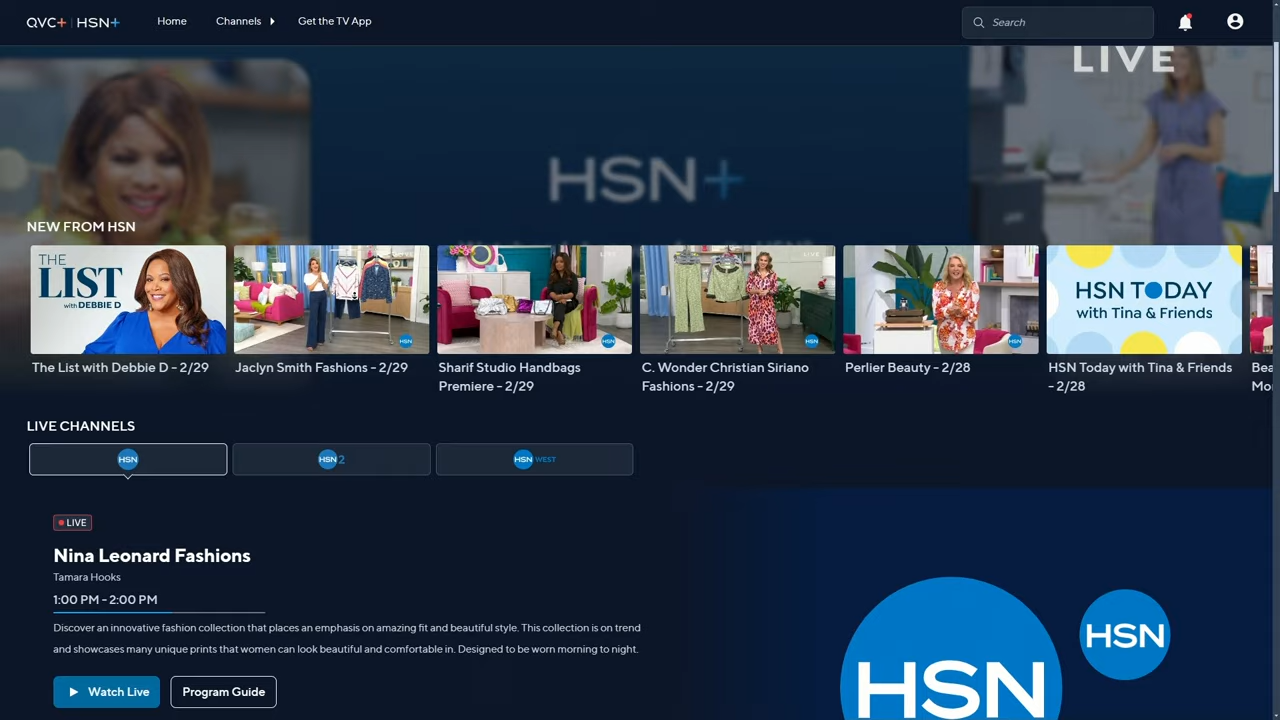 QVC+ | HSN+
Home
Channels
Get the TV App
Search
LIVE
HSN+
NEW FROM HSN
THE
LIST
with DEBBIE D
LIVE
HSN
HSN
LIVE
HSN
HSN
HSN TODAY
with Tina & Friends
The List with Debbie D - 2/29
Jaclyn Smith Fashions - 2/29
Sharif Studio Handbags
Premiere - 2/29
C. Wonder Christian Siriano
Fashions - 2/29
Perlier Beauty - 2/28
HSN Today with Tina & Friends
- 2/28
LIVE CHANNELS
HSN
HSN 2
HSN WEST
LIVE
Nina Leonard Fashions
Tamara Hooks
1:00 PM - 2:00 PM
Discover an innovative fashion collection that places an emphasis on amazing fit and beautiful style. This collection is on trend
and showcases many unique prints that women can look beautiful and comfortable in. Designed to be worn morning to night.
Watch Live
Program Guide
HSN
HSN